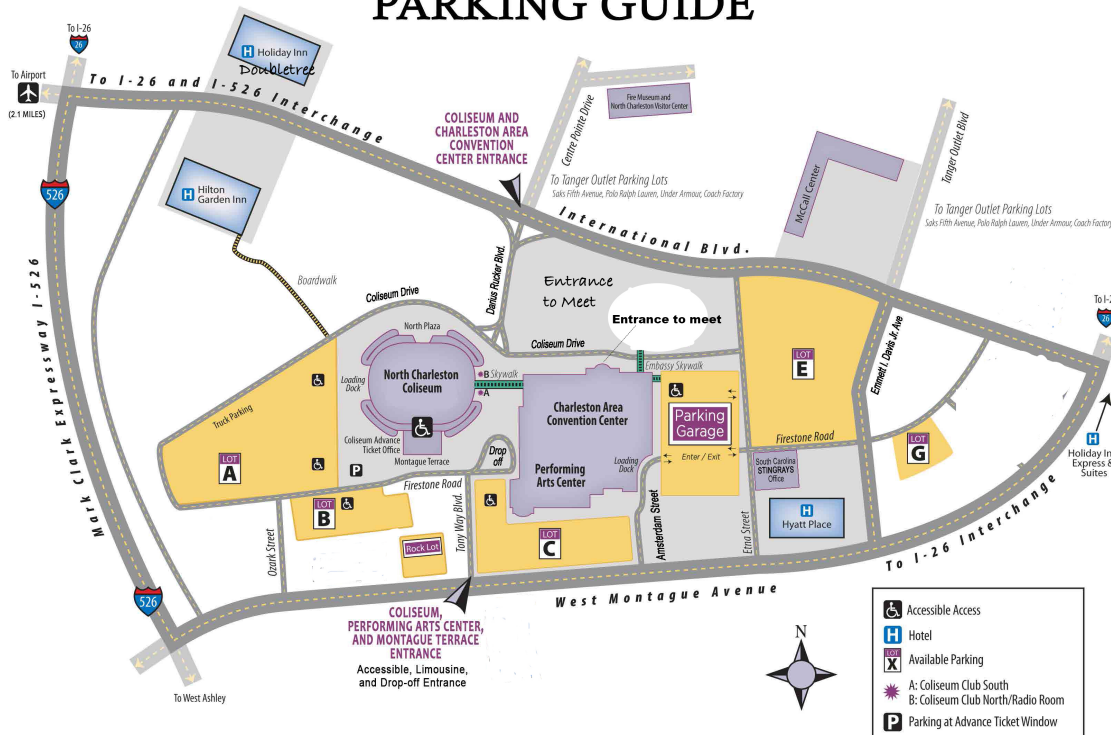 PARKING GUIDE
To I-26
26
To Airport
(2.1 MILES)
To I-26 and I-526 Interchange
H Holiday Inn
Doubletree
H Hilton
Garden Inn
Boardwalk
526
Mark Clark Expressway I-526
COLISEUM AND
CHARLESTON AREA
CONVENTION
CENTER ENTRANCE
Centre Pointe Drive
Fire Museum and
North Charleston Visitor Center
To Tanger Outlet Parking Lots
Saks Fifth Avenue, Polo Ralph Lauren, Under Armour, Coach Factory
International Blvd.
McCall Center
Tanger Outlet Blvd
To Tanger Outlet Parking Lots
Saks Fifth Avenue, Polo Ralph Lauren, Under Armour, Coach Factory
Darius Rucker Blvd.
Entrance
to Meet
Entrance to meet
Coliseum Drive
Coliseum Drive
North Plaza
North Charleston
Coliseum
Loading
Dock
B Skywalk
A
Embassy Skywalk
Coliseum Advance
Ticket Office
Montague Terrace
P
Truck Parking
LOT
A
LOT
B
Rock Lot
Ozark Street
Firestone Road
Tony Way Blvd.
Drop
off
Charleston Area
Convention Center
Performing
Arts Center
Loading
Dock
LOT
C
Amsterdam Street
Parking
Garage
Enter / Exit
LOT
E
Firestone Road
Emmett I. Davis Jr. Ave
South Carolina
STINGRAYS
Office
Etna Street
H
Hyatt Place
LOT
G
26
H
Holiday In
Express &
Suites
To I-26 Interchange
West Montague Avenue
526
To West Ashley
COLISEUM,
PERFORMING ARTS CENTER,
AND MONTAGUE TERRACE
ENTRANCE
Accessible, Limousine,
and Drop-off Entrance
N
Accessible Access
H Hotel
LOT
X Available Parking
A: Coliseum Club South
B: Coliseum Club North/Radio Room
P Parking at Advance Ticket Window